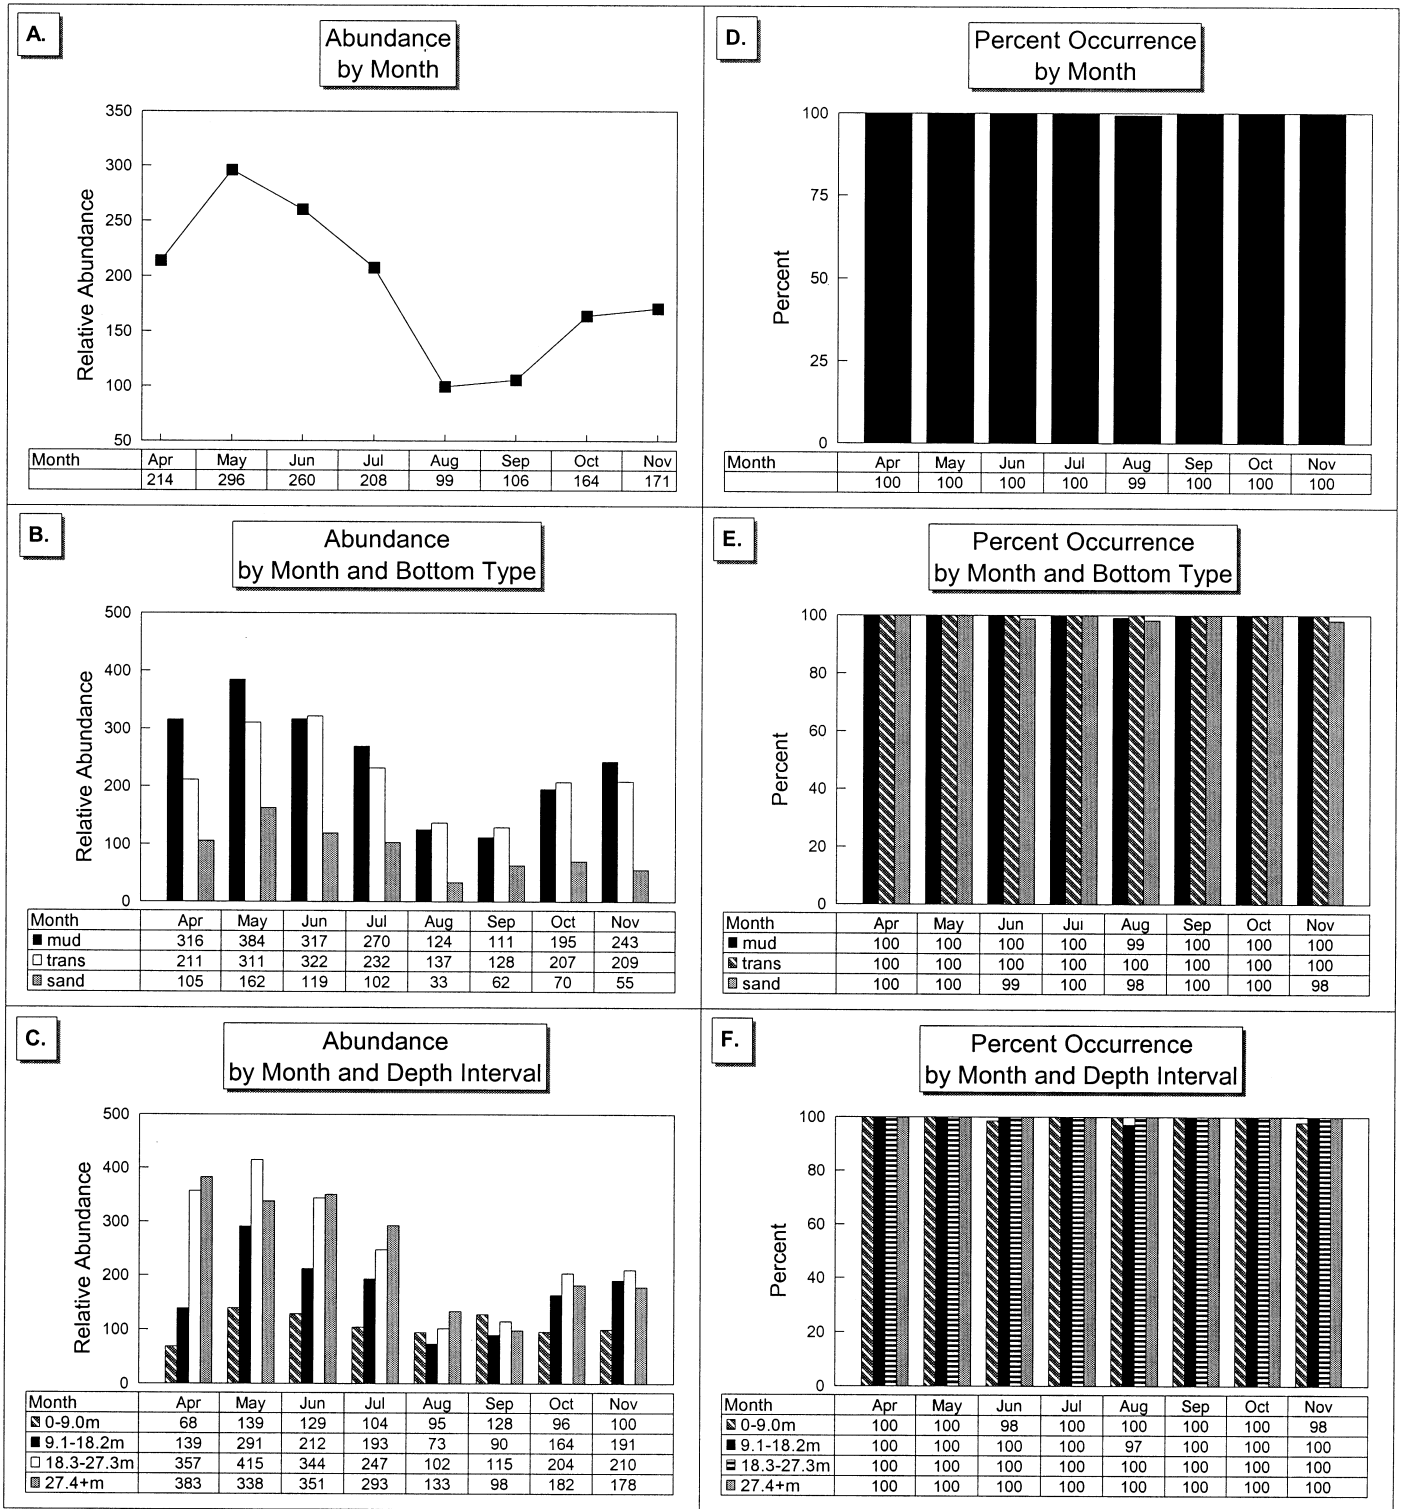 A.
Abundance
by Month
Relative Abundance
350
300
250
200
150
100
50
Month Apr May Jun Jul Aug Sep Oct Nov
214 296 260 208 99 106 164 171
D.
Percent Occurrence
by Month
Percent
100
75
50
25
0
Month Apr May Jun Jul Aug Sep Oct Nov
100 100 100 100 99 100 100 100
B.
Abundance
by Month and Bottom Type
Relative Abundance
500
400
300
200
100
0
Month Apr May Jun Jul Aug Sep Oct Nov
mud 316 384 317 270 124 111 195 243
trans 211 311 322 232 137 128 207 209
sand 105 162 119 102 33 62 70 55
E.
Percent Occurrence
by Month and Bottom Type
Percent
100
80
60
40
20
0
Month Apr May Jun Jul Aug Sep Oct Nov
mud 100 100 100 100 99 100 100 100
trans 100 100 100 100 100 100 100 100
sand 100 100 99 100 98 100 100 98
C.
Abundance
by Month and Depth Interval
Relative Abundance
500
400
300
200
100
0
Month Apr May Jun Jul Aug Sep Oct Nov
0-9.0m 68 139 129 104 95 128 96 100
9.1-18.2m 139 291 212 193 73 90 164 191
18.3-27.3m 357 415 344 247 102 115 204 210
27.4+m 383 338 351 293 133 98 182 178
F.
Percent Occurrence
by Month and Depth Interval
Percent
100
80
60
40
20
0
Month Apr May Jun Jul Aug Sep Oct Nov
0-9.0m 100 100 98 100 100 100 100 98
9.1-18.2m 100 100 100 100 97 100 100 100
18.3-27.3m 100 100 100 100 100 100 100 100
27.4+m 100 100 100 100 100 100 100 100